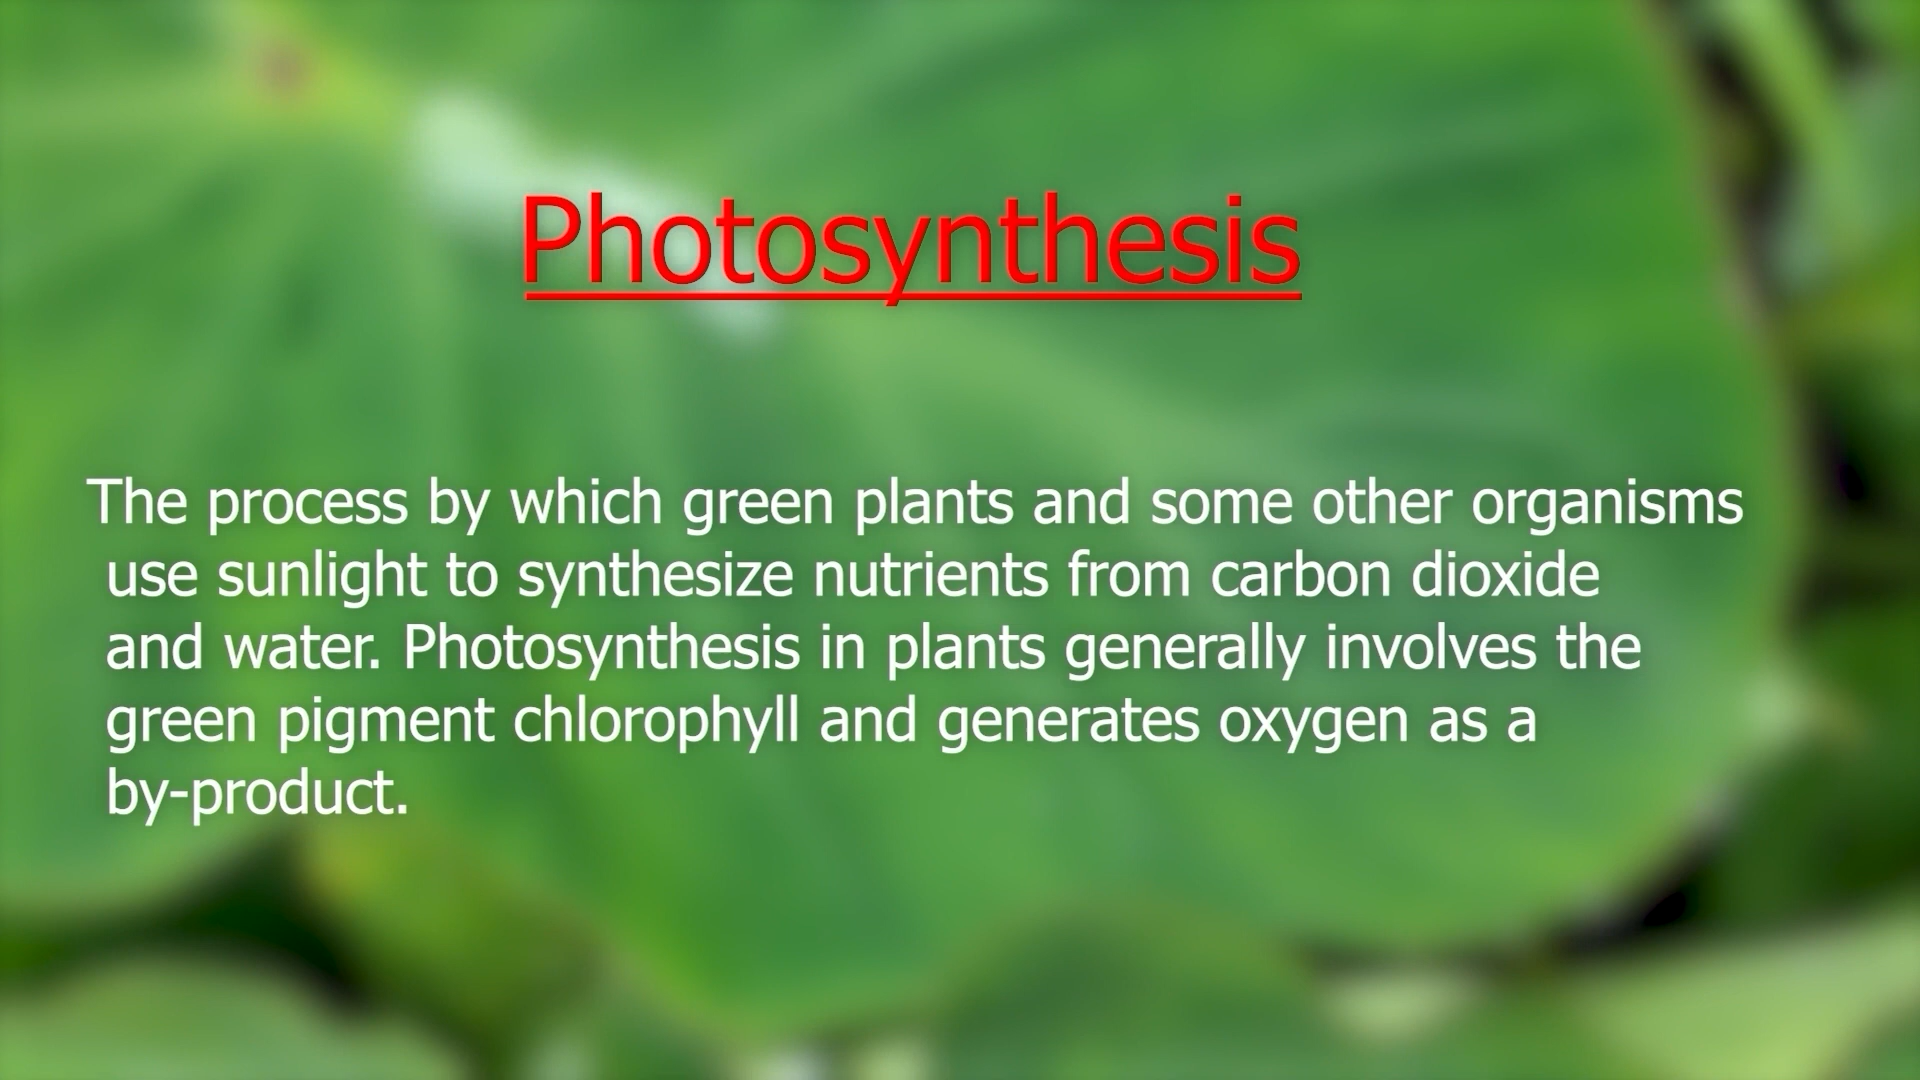 Photosynthesis
The process by which green plants and some other organisms
use sunlight to synthesize nutrients from carbon dioxide
and water. Photosynthesis in plants generally involves the
green pigment chlorophyll and generates oxygen as a
by-product.